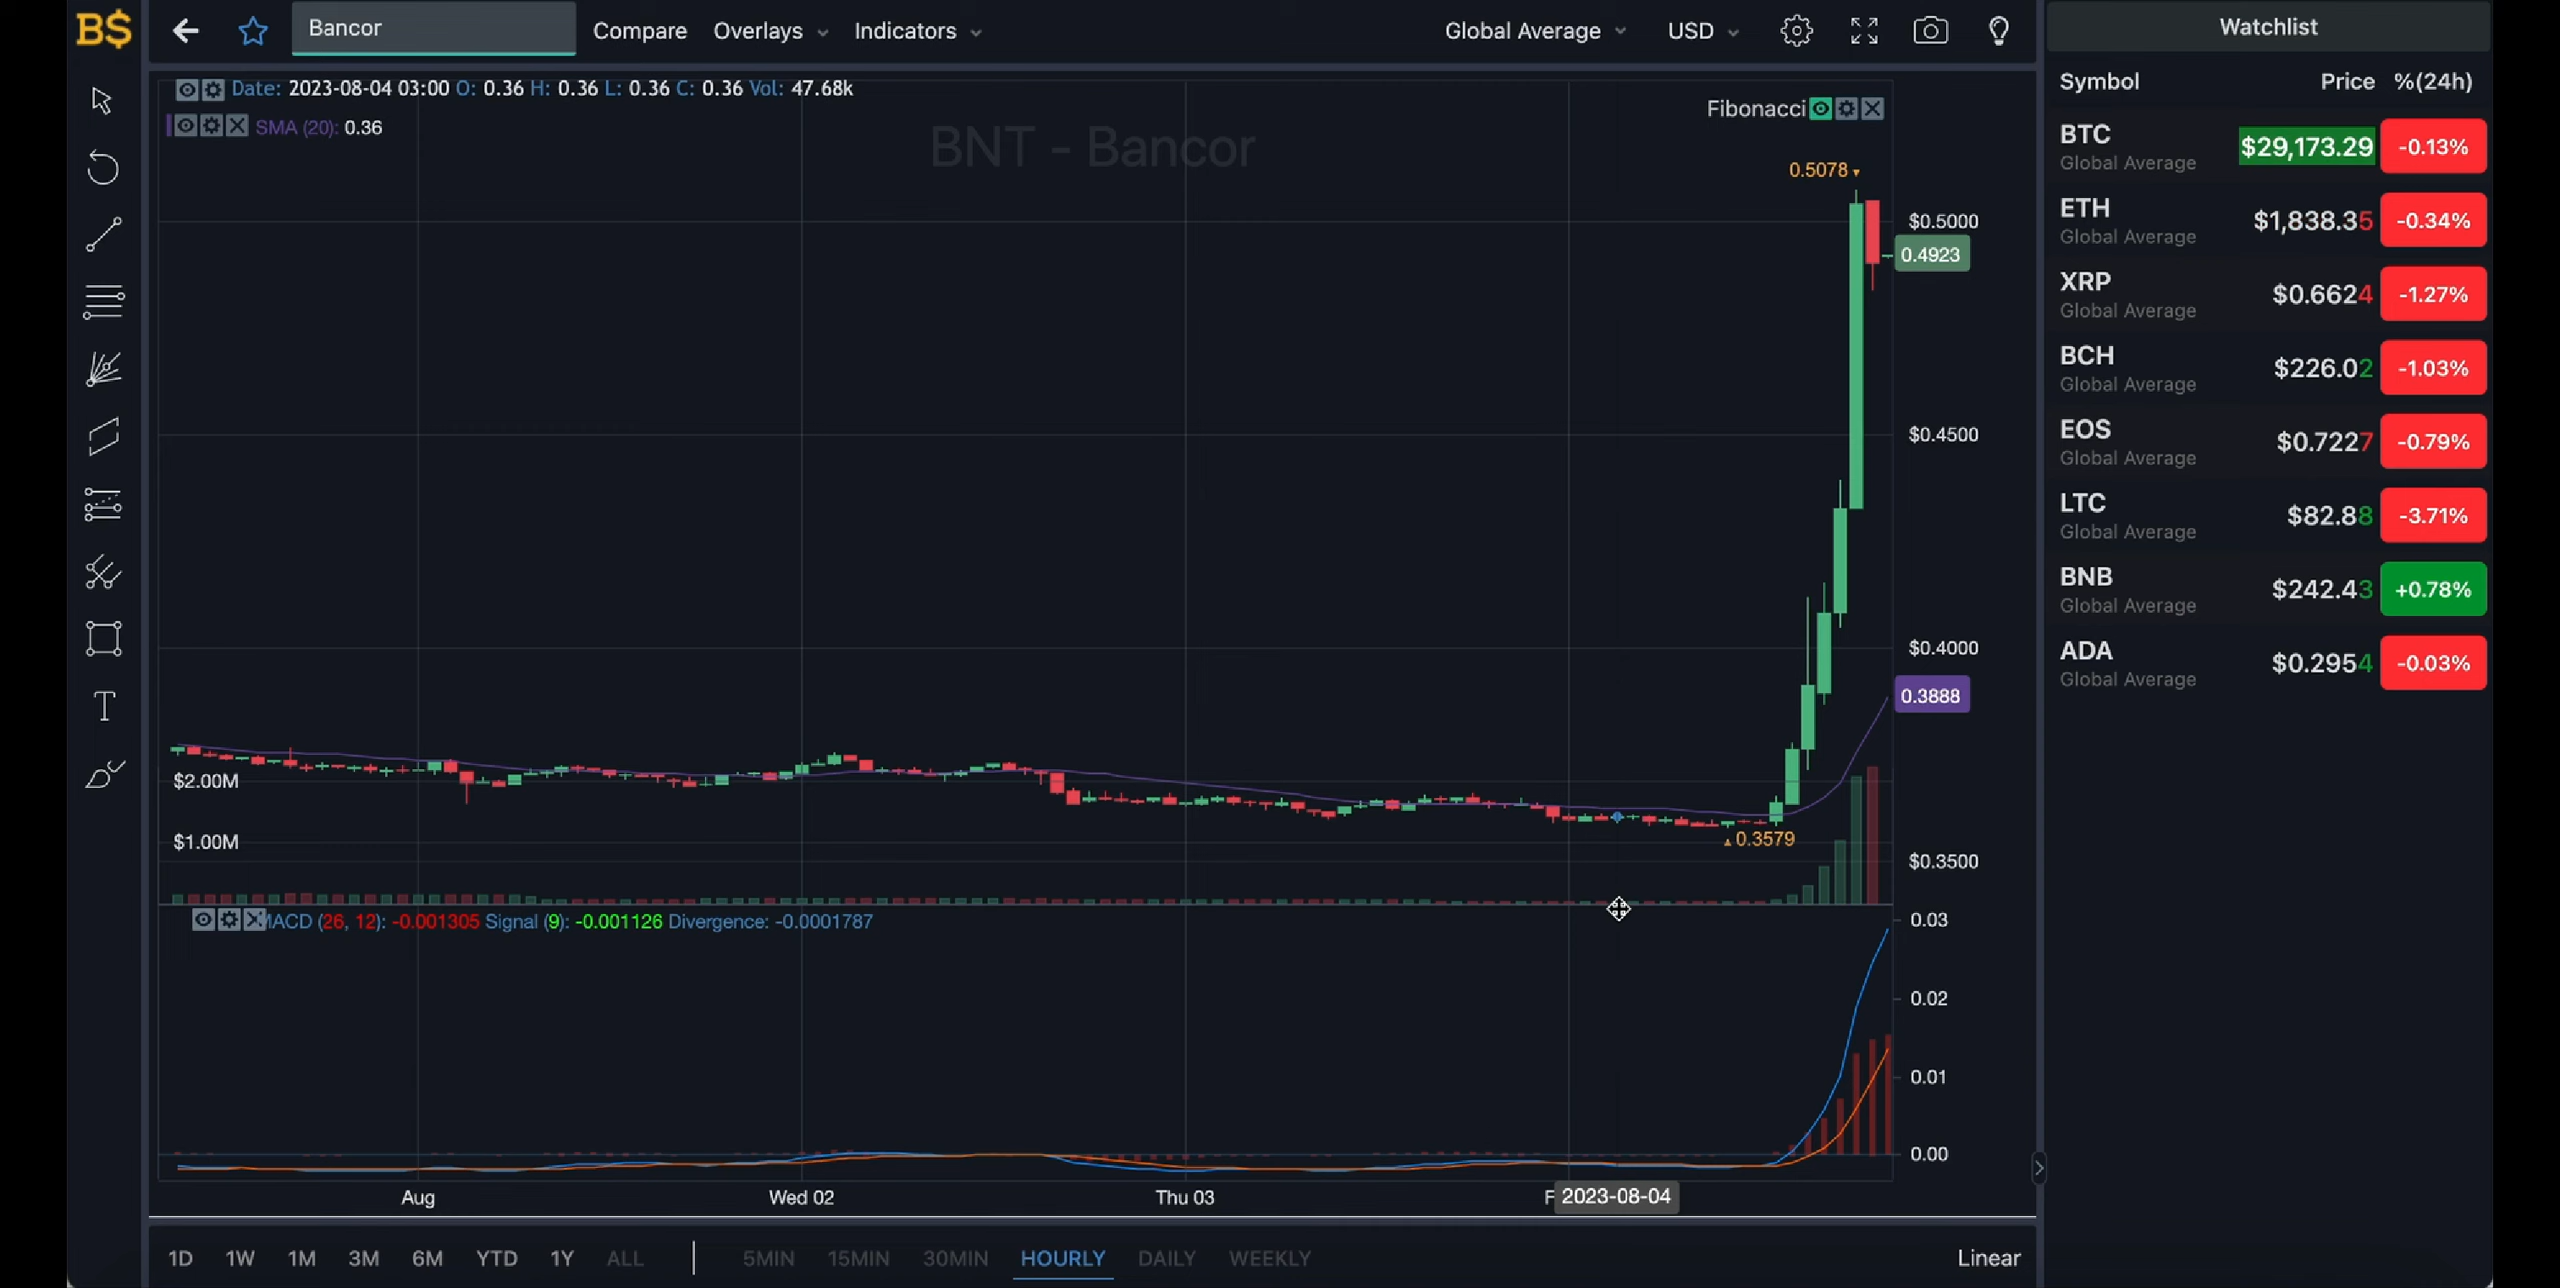 B$
Bancor
Compare Overlays Indicators
Global Average USD
Date: 2023-08-04 03:00 O: 0.36 H: 0.36 L: 0.36 C: 0.36 Vol: 47.68k
SMA (20): 0.36
Fibonacci
BNT - Bancor
0.5078
$0.5000
0.4923
$0.4500
$0.4000
0.3888
$2.00M
$1.00M
0.3579
$0.3500
MACD (26, 12): -0.001305 Signal (9): -0.001126 Divergence: -0.0001787
0.03
0.02
0.01
0.00
Aug Wed 02 Thu 03 F 2023-08-04
1D 1W 1M 3M 6M YTD 1Y ALL 5MIN 15MIN 30MIN HOURLY DAILY WEEKLY Linear
Watchlist
Symbol Price %(24h)
BTC $29,173.29 -0.13%
Global Average
ETH $1,838.35 -0.34%
Global Average
XRP $0.6624 -1.27%
Global Average
BCH $226.02 -1.03%
Global Average
EOS $0.7227 -0.79%
Global Average
LTC $82.88 -3.71%
Global Average
BNB $242.43 +0.78%
Global Average
ADA $0.2954 -0.03%
Global Average